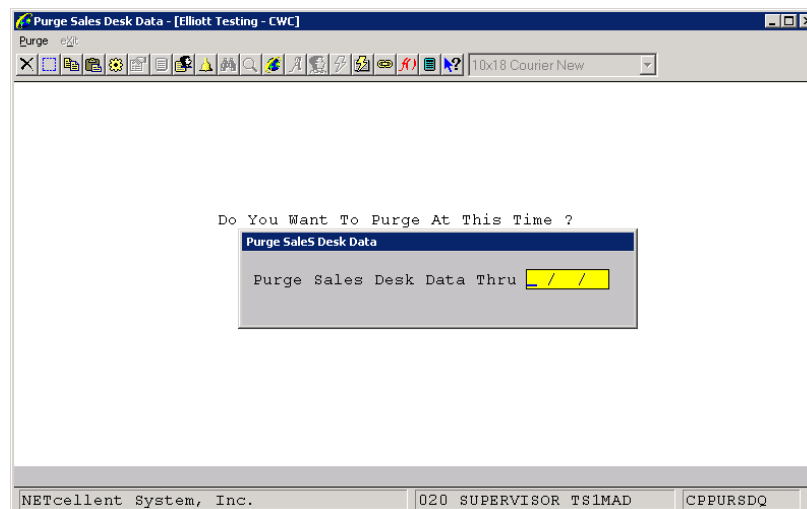 Purge Sales Desk Data - [Elliott Testing - CWC]
Purge eXit
10x18 Courier New
Do You Want To Purge At This Time ?
Purge SaleS Desk Data
Purge Sales Desk Data Thru _ / /
NETcellent System, Inc. 020 SUPERVISOR TS1MAD CPPURSDQ